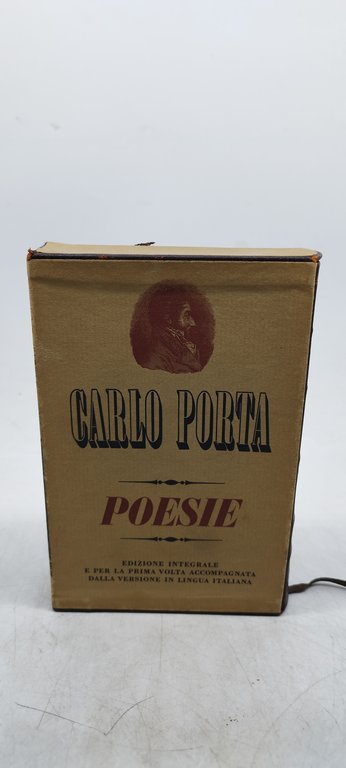 CARLO PORTA
POESIE
EDIZIONE INTEGRALE
E PER LA PRIMA VOLTA ACCOMPAGNATA
DALLA VERSIONE IN LINGUA ITALIANA